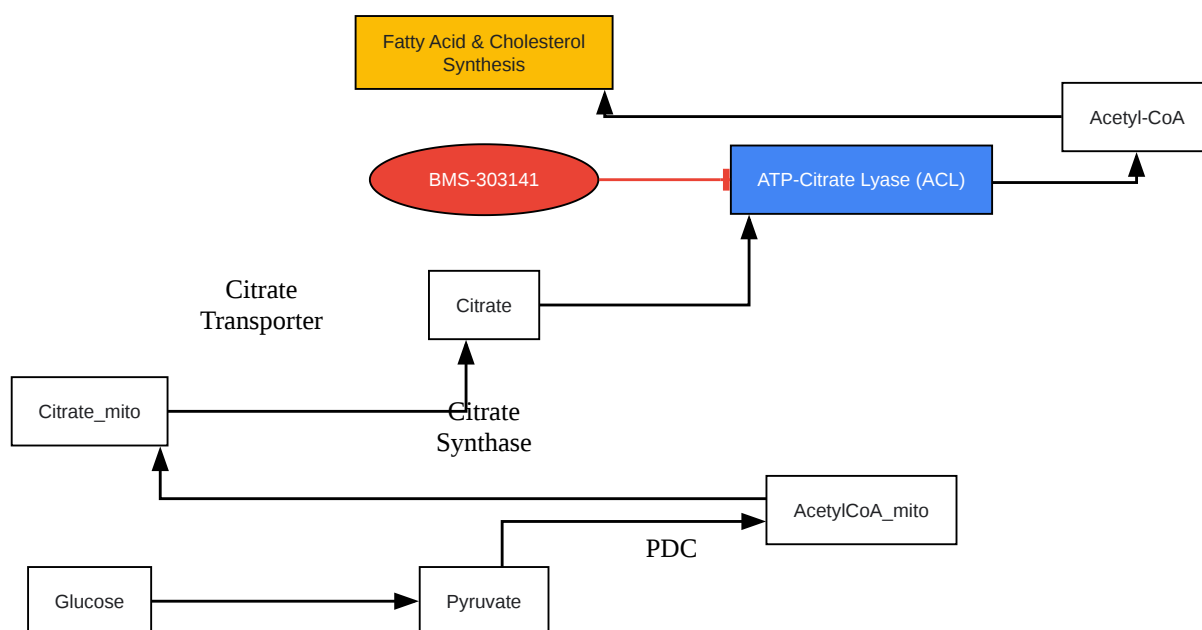 Fatty Acid & Cholesterol
Synthesis
Acetyl-CoA
BMS-303141
ATP-Citrate Lyase (ACL)
Citrate
Transporter
Citrate
Citrate_mito
Citrate
Synthase
AcetylCoA_mito
PDC
Glucose
Pyruvate